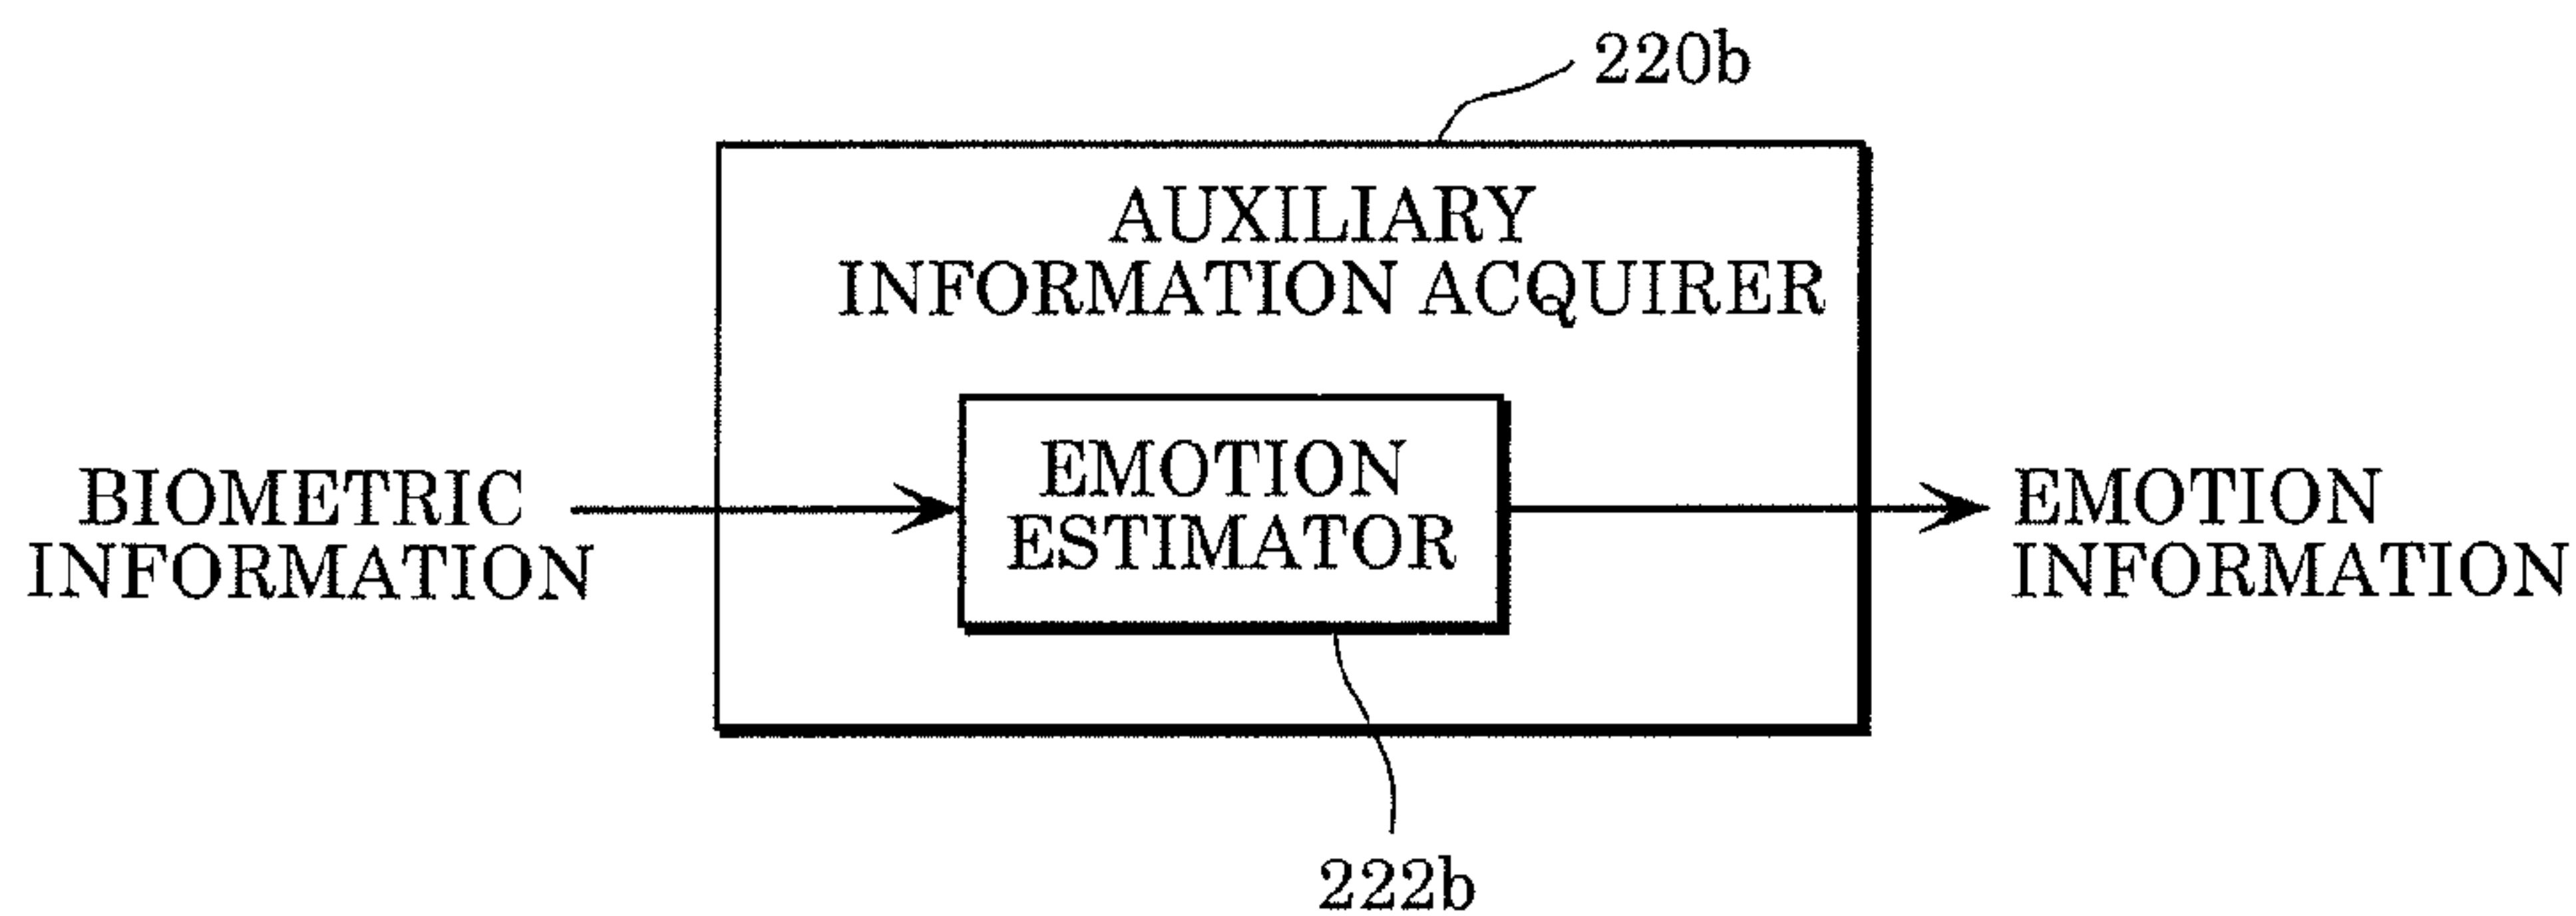 220b
AUXILIARY
INFORMATION ACQUIRER
BIOMETRIC
INFORMATION
EMOTION
ESTIMATOR
EMOTION
INFORMATION
222b